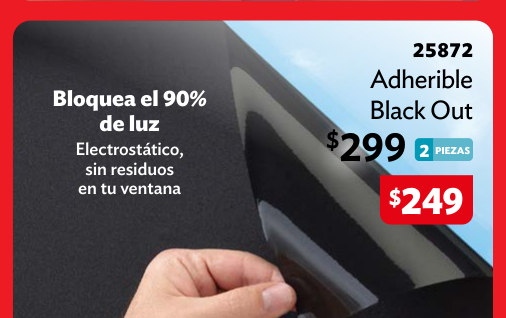 25872
Adherible
Black Out
$299 2 PIEZAS
$249
Bloquea el 90%
de luz
Electrostático,
sin residuos
en tu ventana